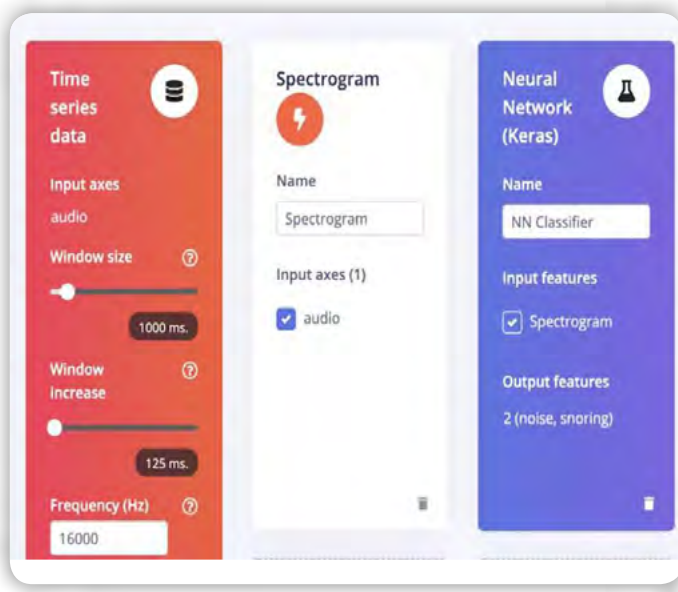 Time
series
data
Input axes
audio
Window size
1000 ms.
Window
increase
125 ms.
Frequency (Hz)
16000
Spectrogram
Name
Spectrogram
Input axes (1)
audio
Neural
Network
(Keras)
Name
NN Classifier
Input features
Spectrogram
Output features
2 (noise, snoring)